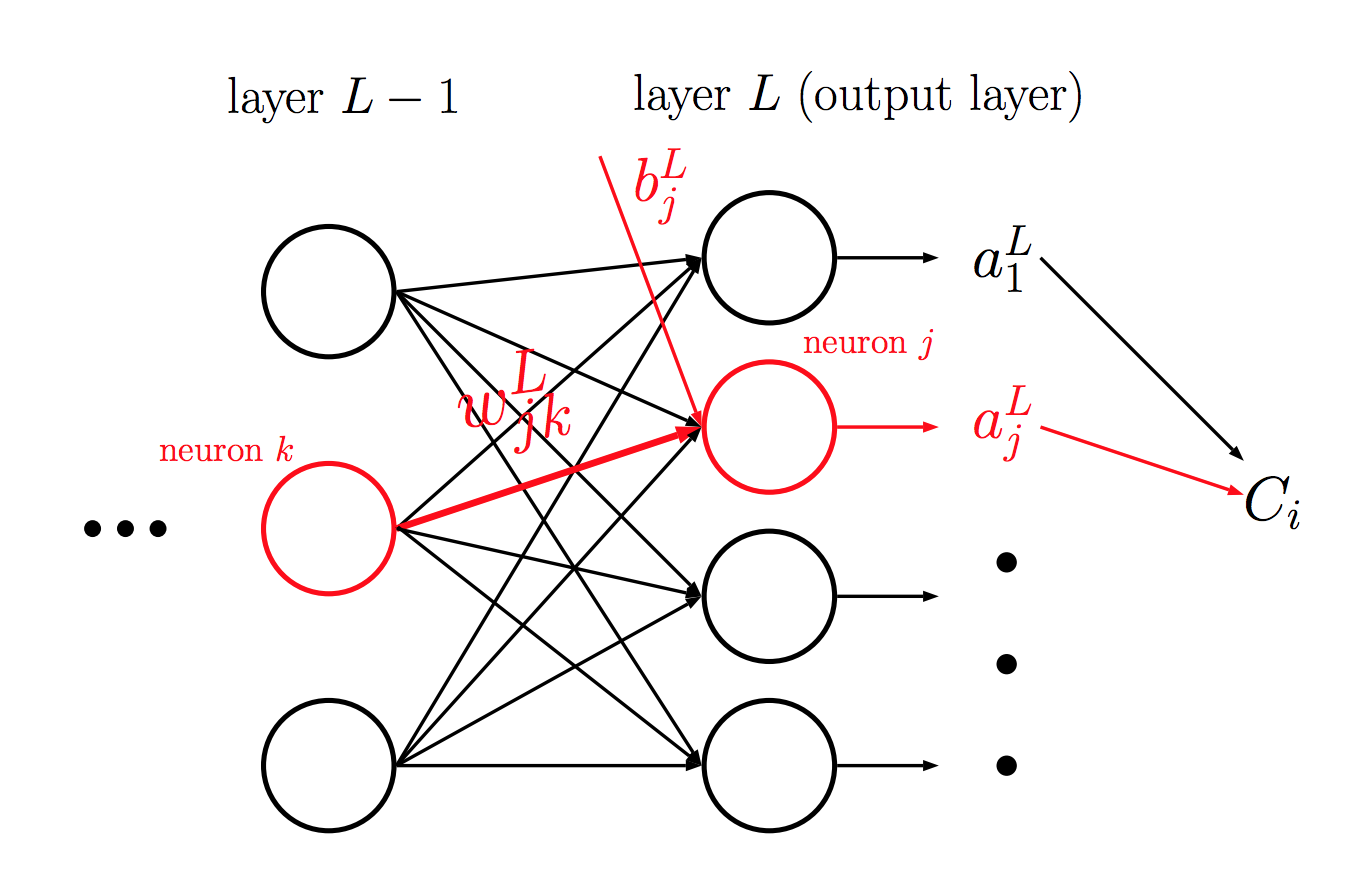 layer L − 1
layer L (output layer)
b_j^L
a_1^L
neuron j
w_{jk}^L
a_j^L
neuron k
C_i